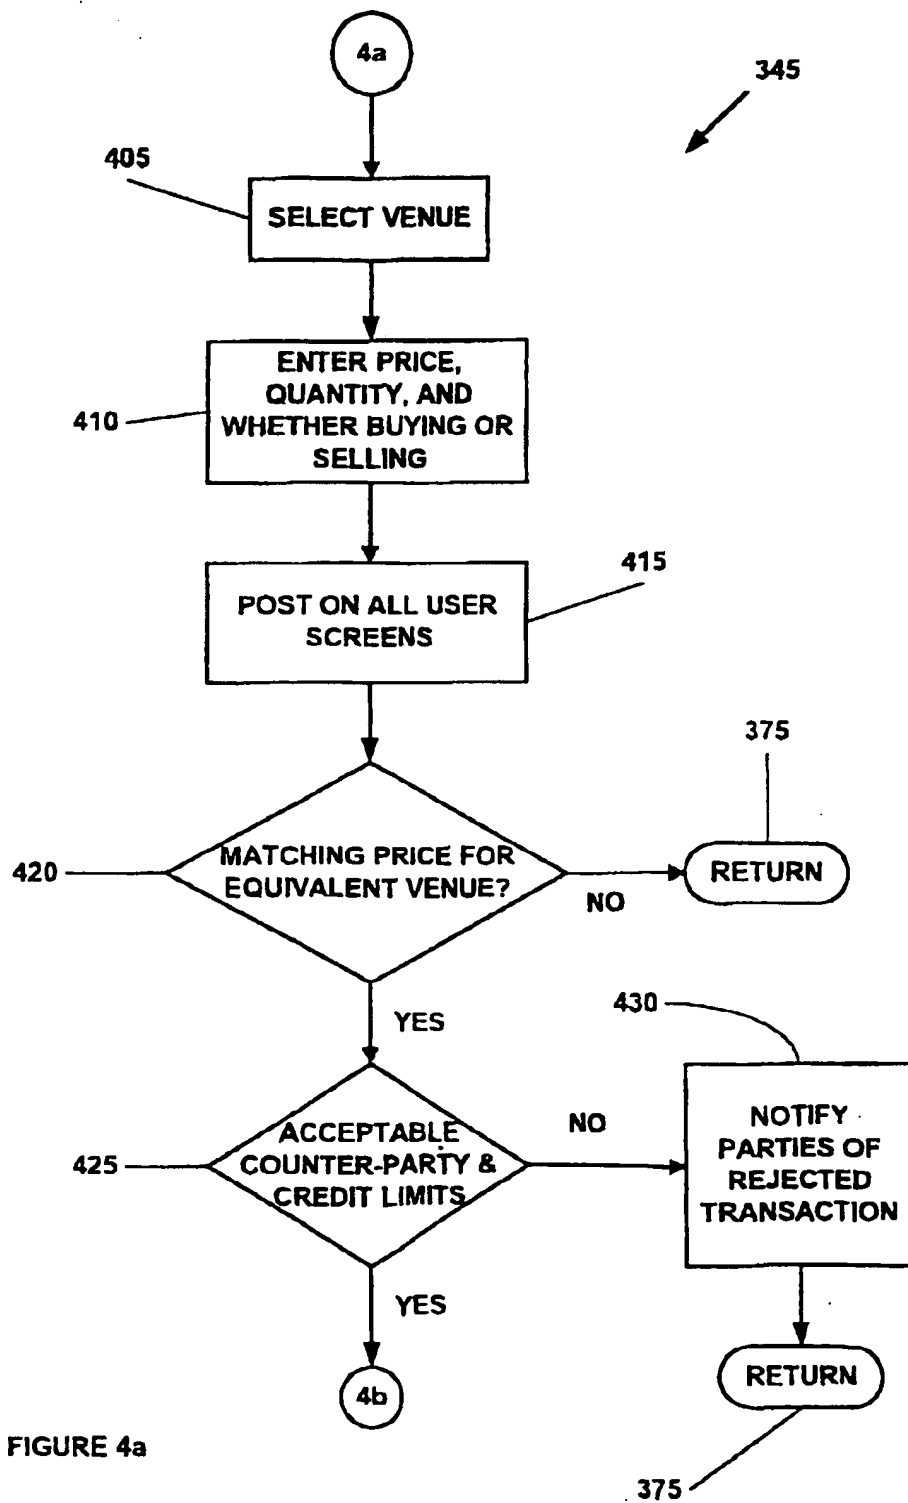 4a
345
405
SELECT VENUE
ENTER PRICE,
QUANTITY, AND
WHETHER BUYING OR
SELLING
410
415
POST ON ALL USER
SCREENS
375
420
MATCHING PRICE FOR
EQUIVALENT VENUE?
RETURN
NO
430
YES
NO
ACCEPTABLE
COUNTER-PARTY &
CREDIT LIMITS
425
NOTIFY
PARTIES OF
REJECTED
TRANSACTION
YES
RETURN
4b
FIGURE 4a
375